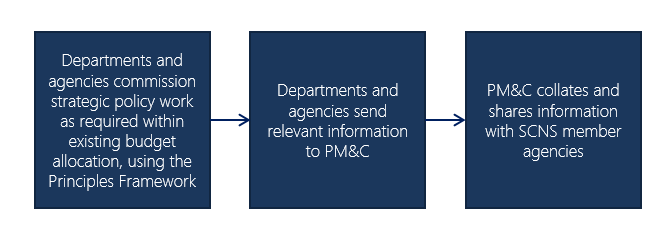 Departments and
agencies commission
strategic policy work
as required within
existing budget
allocation, using the
Principles Framework
Departments and
agencies send
relevant information
to PM&C
PM&C collates and
shares information
with SCNS member
agencies